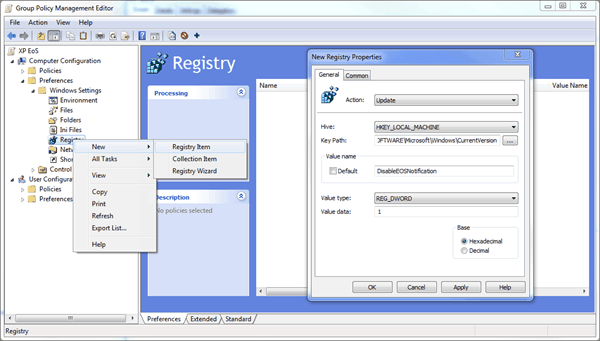 Group Policy Management Editor
File Action View Help
XP EoS
Computer Configuration
Policies
Preferences
Windows Settings
Environment
Files
Folders
Ini Files
Registr
Netw
Shor
Control
User Configura
Policies
Preferences
New
All Tasks
View
Copy
Print
Refresh
Export List...
Help
Registry Item
Collection Item
Registry Wizard
Registry
Processing
Description
No policies selected
Name
Value Name
Preferences Extended Standard
Registry
New Registry Properties
General Common
Action: Update
Hive: HKEY_LOCAL_MACHINE
Key Path: OFTWARE\Microsoft\Windows\CurrentVersion ...
Value name
Default DisableEOSNotification
Value type: REG_DWORD
Value data: 1
Base
Hexadecimal
Decimal
OK Cancel Apply Help